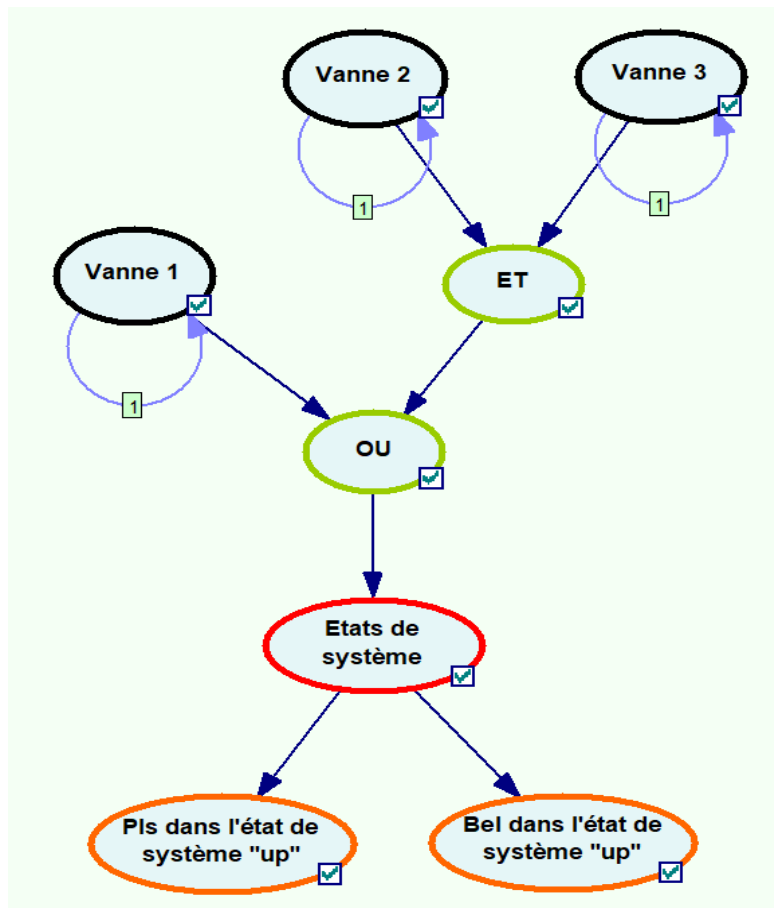 Vanne 2
Vanne 3
1
1
Vanne 1
ET
1
OU
Etats de
système
Pls dans l'état de
système "up"
Bel dans l'état de
système "up"